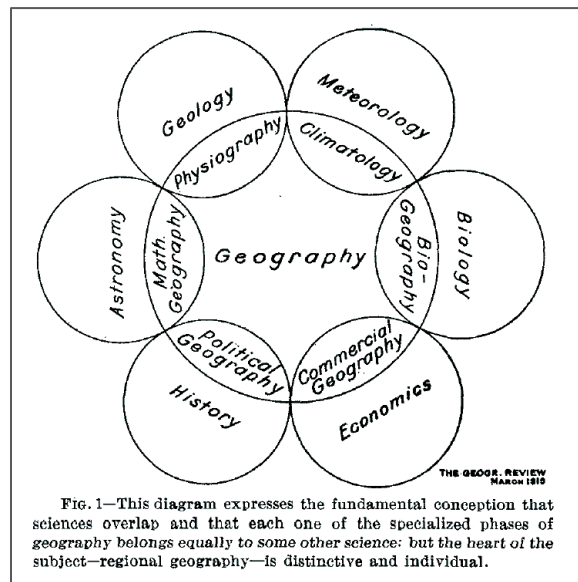 Geology
Meteorology
Physiography
Climatology
Astronomy
Math.
Geography
Geography
Bio-
Geography
Biology
Political
Geography
Commercial
Geography
History
Economics
THE GEOGR. REVIEW
MARCH 1919
FIG. 1—This diagram expresses the fundamental conception that
sciences overlap and that each one of the specialized phases of
geography belongs equally to some other science: but the heart of the
subject—regional geography—is distinctive and individual.